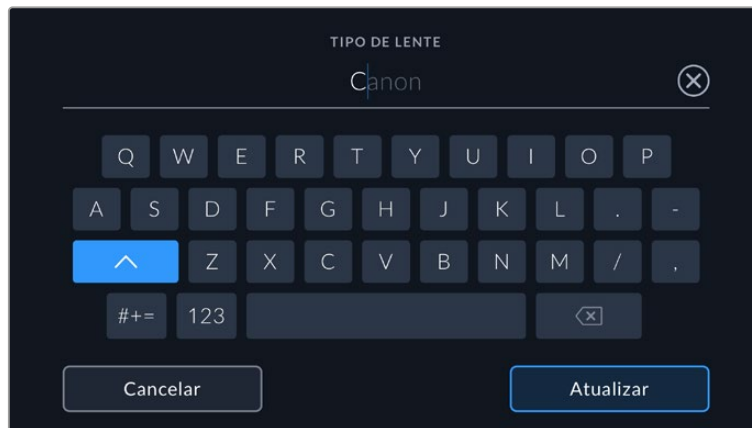 TIPO DE LENTE
Canon
Q W E R T Y U I O P
A S D F G H J K L . -
Z X C V B N M / ,
#+= 123
Cancelar Atualizar